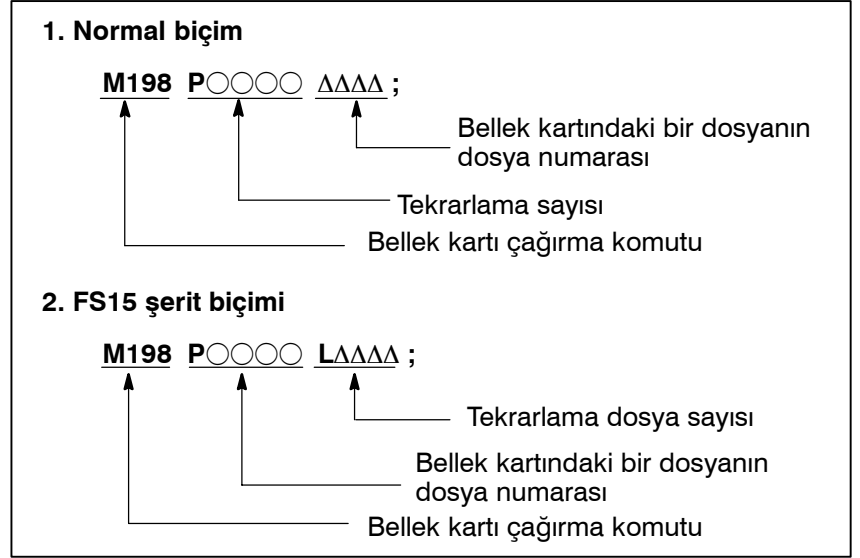 1. Normal biçim
M198 P○○○○ ΔΔΔΔ ;
Bellek kartındaki bir dosyanın
dosya numarası
Tekrarlama sayısı
Bellek kartı çağırma komutu
2. FS15 şerit biçimi
M198 P○○○○ LΔΔΔΔ ;
Tekrarlama dosya sayısı
Bellek kartındaki bir dosyanın
dosya numarası
Bellek kartı çağırma komutu